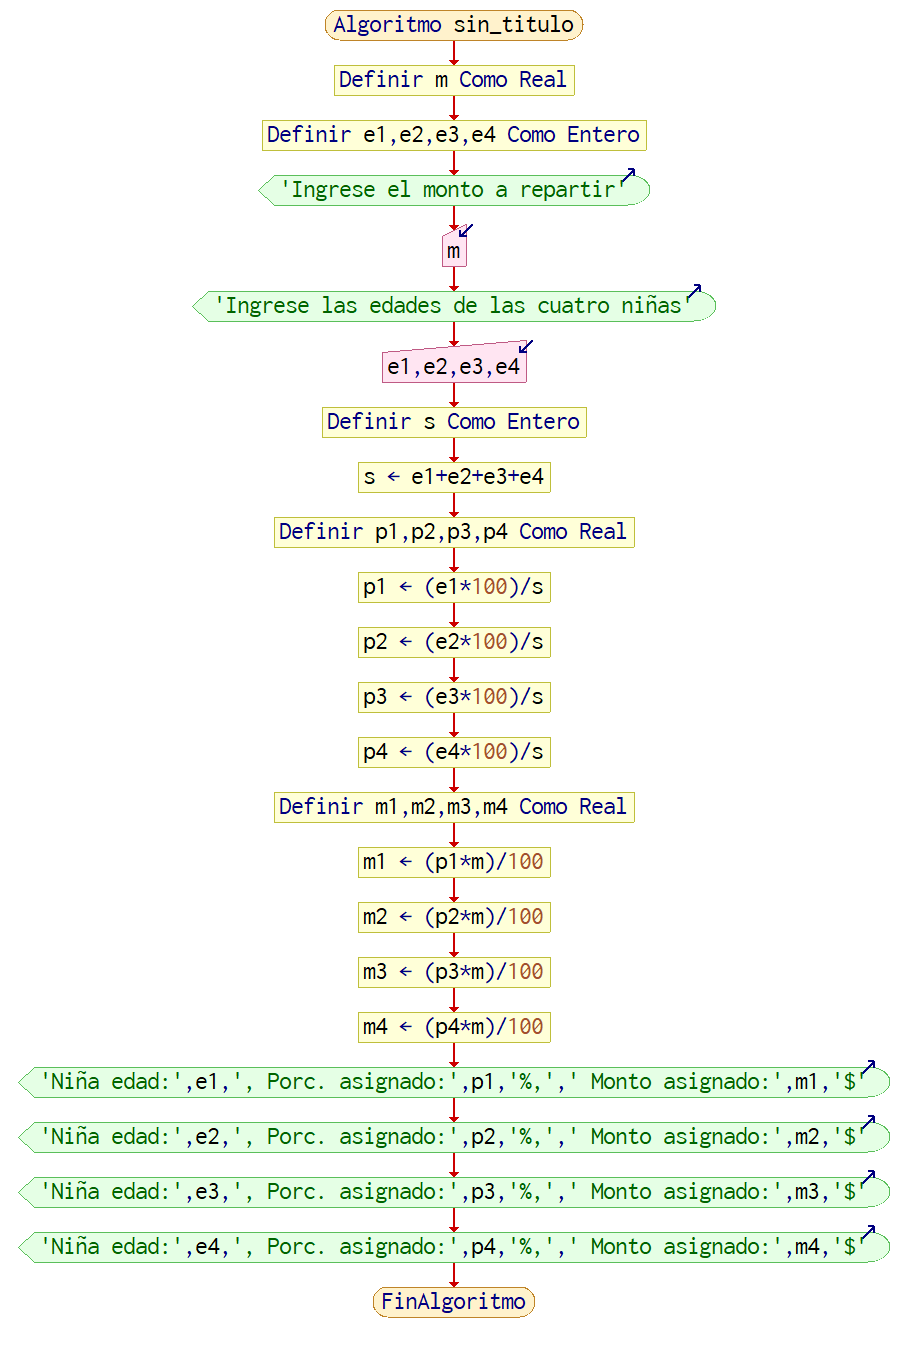 Algoritmo sin_titulo
Definir m Como Real
Definir e1,e2,e3,e4 Como Entero
'Ingrese el monto a repartir'
m
'Ingrese las edades de las cuatro niñas'
e1,e2,e3,e4
Definir s Como Entero
s ← e1+e2+e3+e4
Definir p1,p2,p3,p4 Como Real
p1 ← (e1*100)/s
p2 ← (e2*100)/s
p3 ← (e3*100)/s
p4 ← (e4*100)/s
Definir m1,m2,m3,m4 Como Real
m1 ← (p1*m)/100
m2 ← (p2*m)/100
m3 ← (p3*m)/100
m4 ← (p4*m)/100
'Niña edad:',e1,', Porc. asignado:',p1,'%,',' Monto asignado:',m1,'$'
'Niña edad:',e2,', Porc. asignado:',p2,'%,',' Monto asignado:',m2,'$'
'Niña edad:',e3,', Porc. asignado:',p3,'%,',' Monto asignado:',m3,'$'
'Niña edad:',e4,', Porc. asignado:',p4,'%,',' Monto asignado:',m4,'$'
FinAlgoritmo